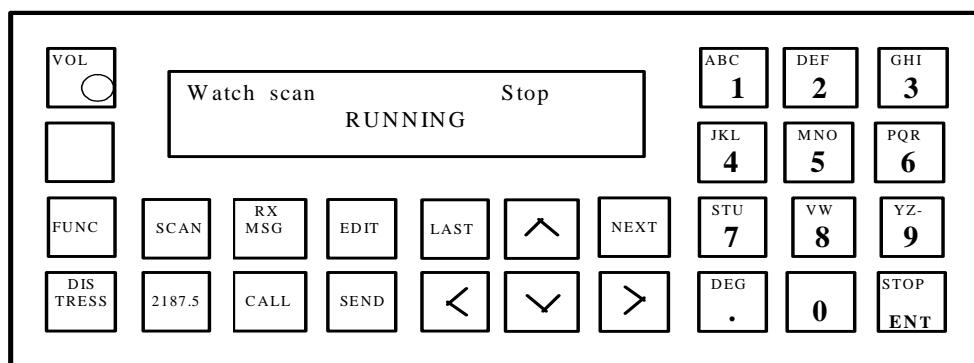 VOL
Watch scan Stop
RUNNING
ABC
1
DEF
2
GHI
3
JKL
4
MNO
5
PQR
6
FUNC
SCAN
RX
MSG
EDIT
LAST
NEXT
STU
7
VW
8
YZ-
9
DIS
TRESS
2187.5
CALL
SEND
DEG
.
0
STOP
ENT